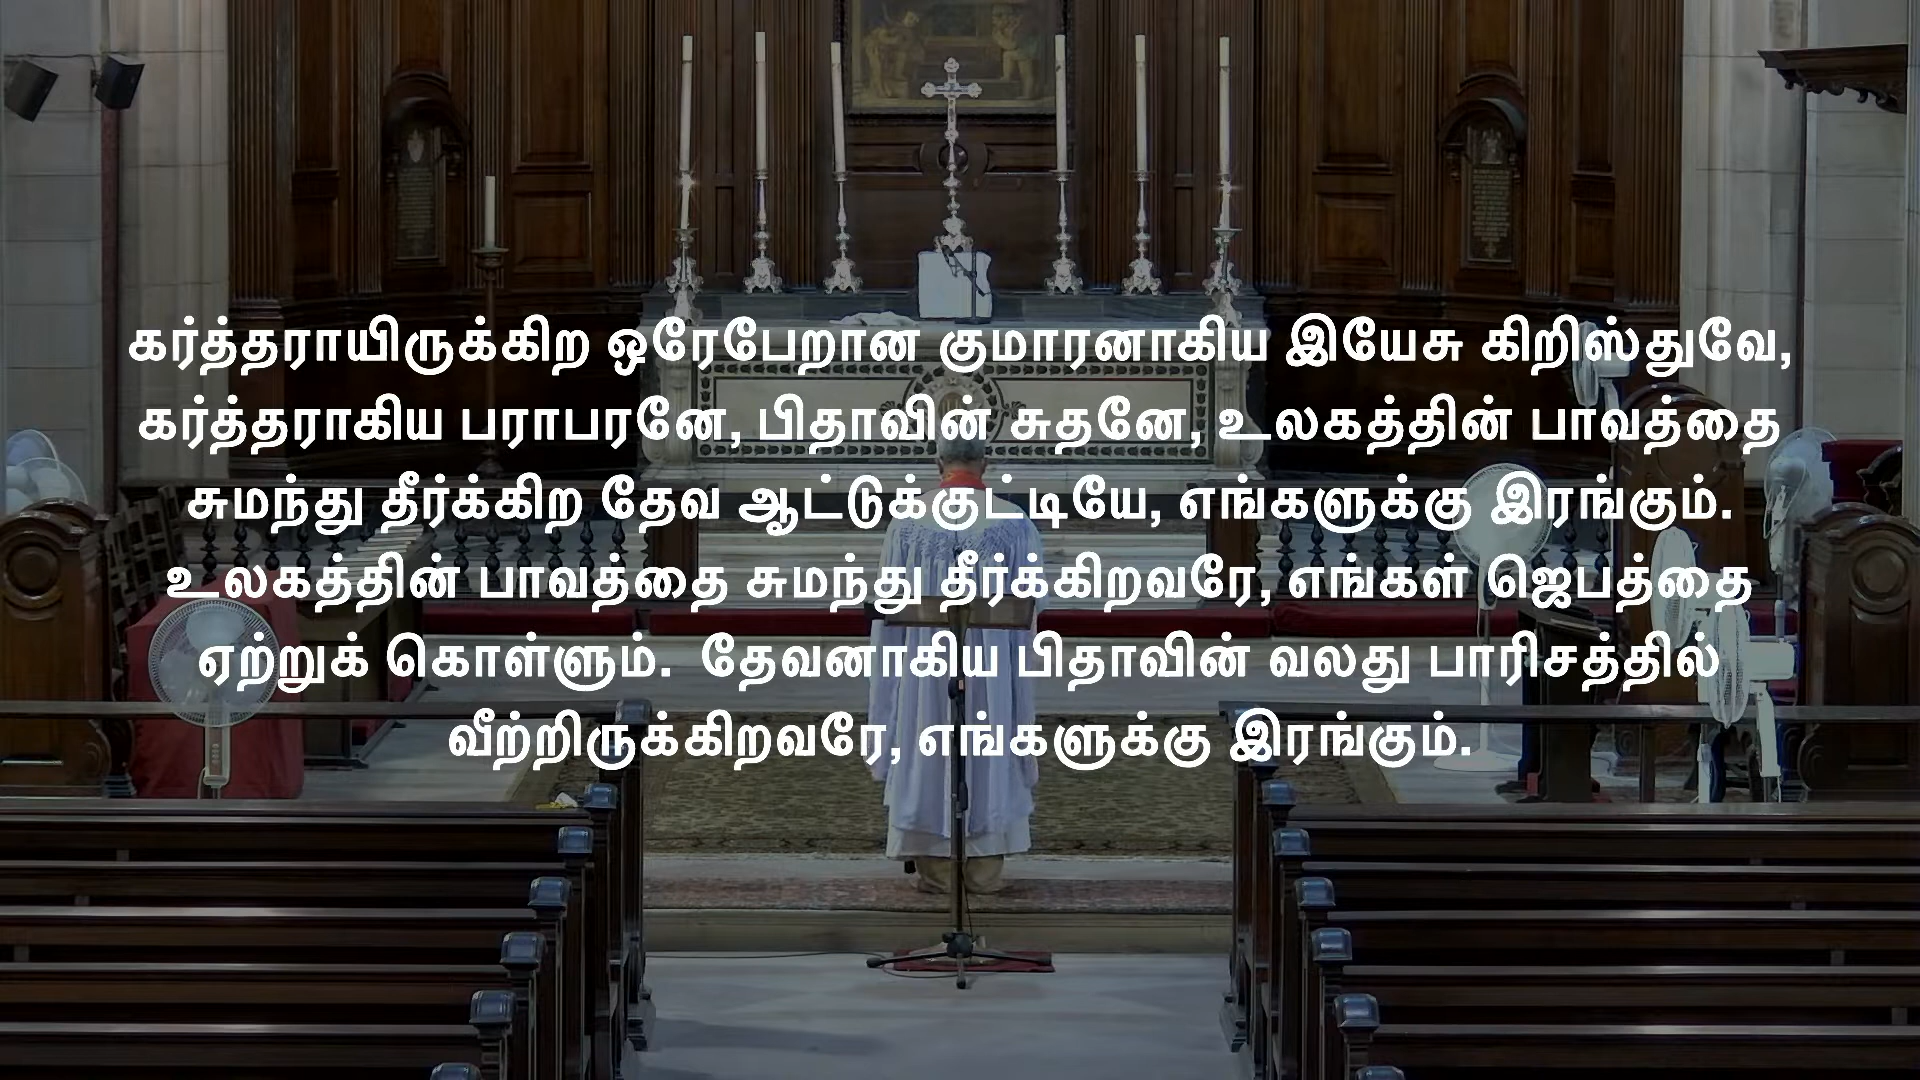 கர்த்தராயிருக்கிற ஒரேபேறான குமாரனாகிய இயேசு கிறிஸ்துவே,
கர்த்தராகிய பராபரனே, பிதாவின் சுதனே, உலகத்தின் பாவத்தை
சுமந்து தீர்க்கிற தேவ ஆட்டுக்குட்டியே, எங்களுக்கு இரங்கும்.
உலகத்தின் பாவத்தை சுமந்து தீர்க்கிறவரே, எங்கள் ஜெபத்தை
ஏற்றுக் கொள்ளும். தேவனாகிய பிதாவின் வலது பாரிசத்தில்
வீற்றிருக்கிறவரே, எங்களுக்கு இரங்கும்.